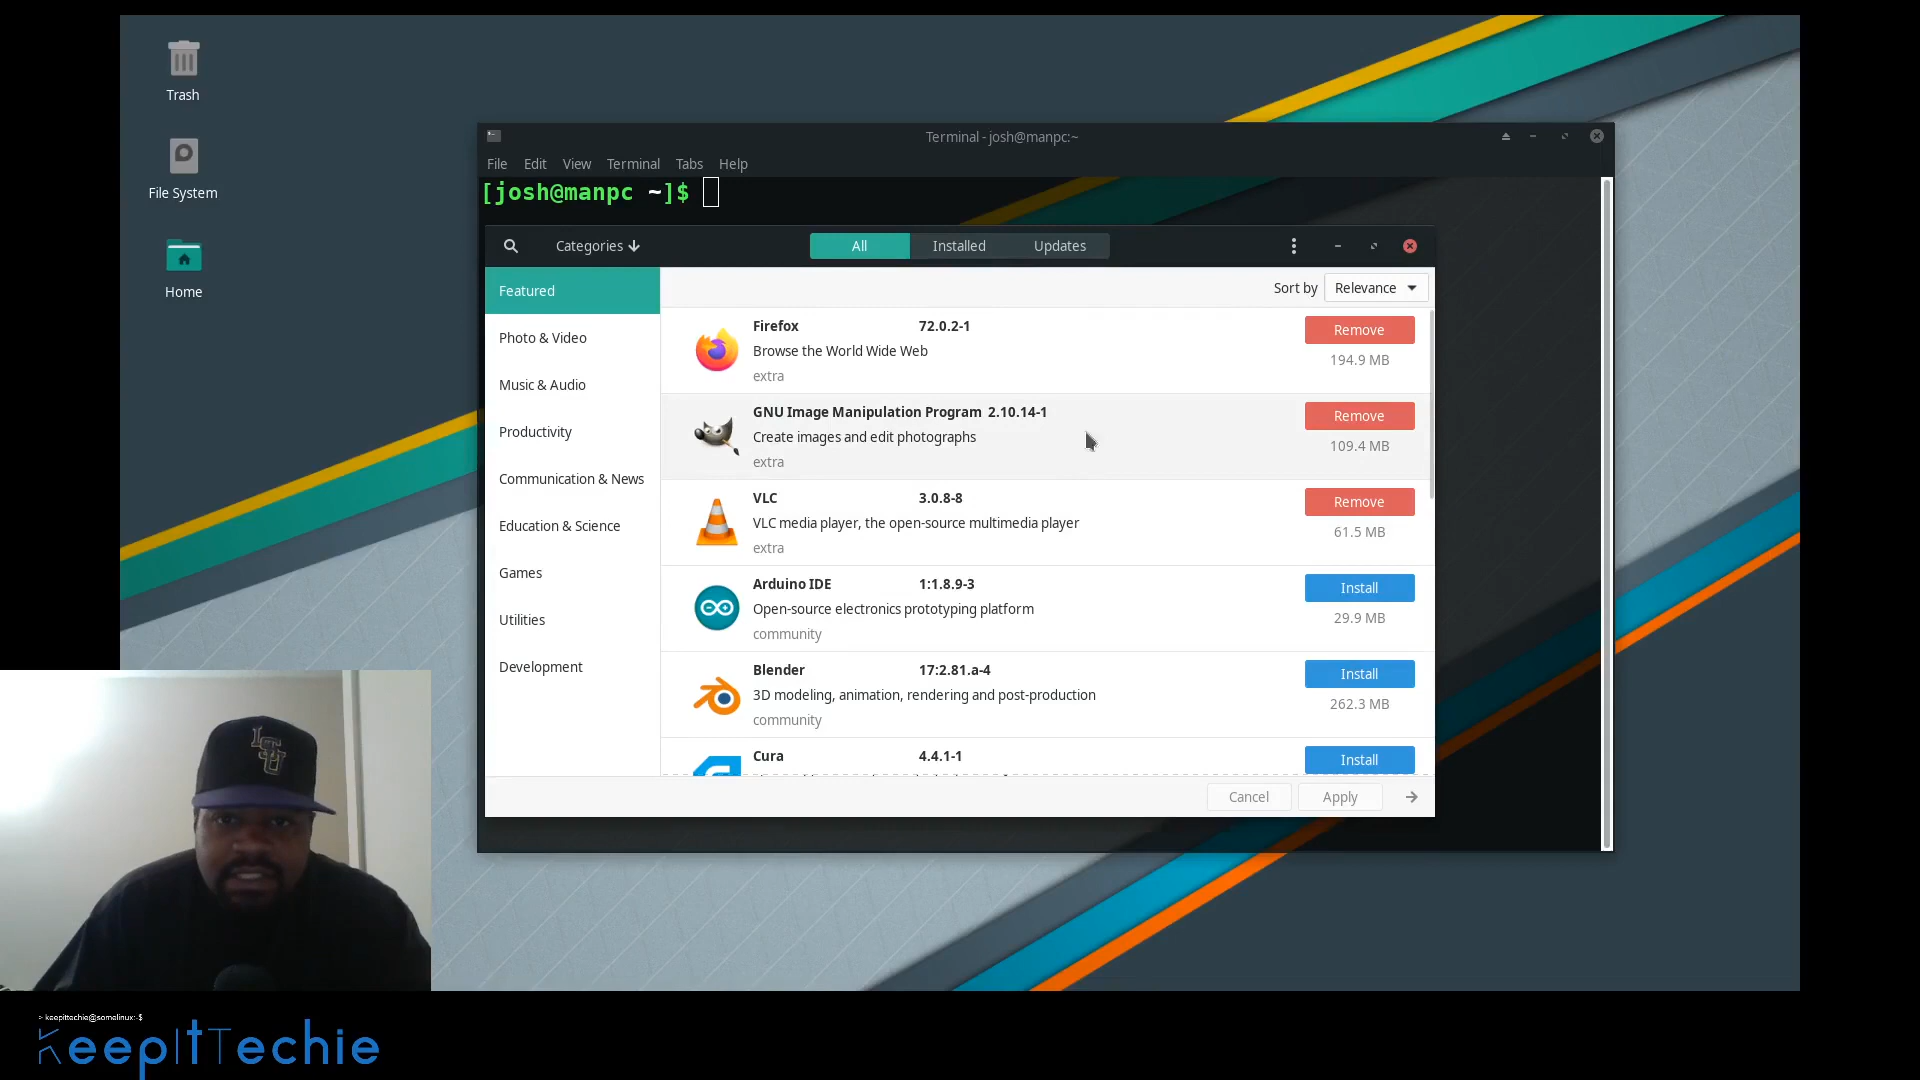 Trash
File System
Home
Terminal - josh@manpc:~
File Edit View Terminal Tabs Help
[josh@manpc ~]$
Categories
All
Installed
Updates
Featured
Photo & Video
Music & Audio
Productivity
Communication & News
Education & Science
Games
Utilities
Development
Sort by Relevance
Firefox 72.0.2-1
Browse the World Wide Web
extra
Remove
194.9 MB
GNU Image Manipulation Program 2.10.14-1
Create images and edit photographs
extra
Remove
109.4 MB
VLC 3.0.8-8
VLC media player, the open-source multimedia player
extra
Remove
61.5 MB
Arduino IDE 1:1.8.9-3
Open-source electronics prototyping platform
community
Install
29.9 MB
Blender 17:2.81.a-4
3D modeling, animation, rendering and post-production
community
Install
262.3 MB
Cura 4.4.1-1
Install
Cancel
Apply
LSU
> keepittechie@somelinux:-$
KeepItTechie